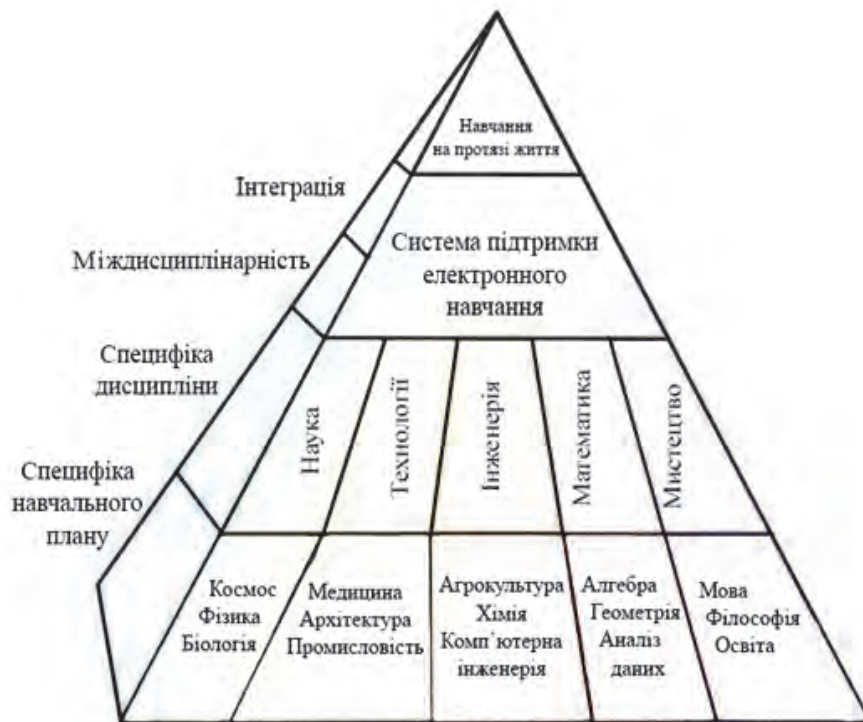 Навчання
на протязі життя
Інтеграція
Міждисциплінарність
Система підтримки
електронного
навчання
Специфіка
дисципліни
Наука
Технології
Інженерія
Математика
Мистецтво
Специфіка
навчального
плану
Космос
Фізика
Біологія
Медицина
Архітектура
Промисловість
Агрокультура
Хімія
Комп'ютерна
інженерія
Алгебра
Геометрія
Аналіз
даних
Мова
Філософія
Освіта